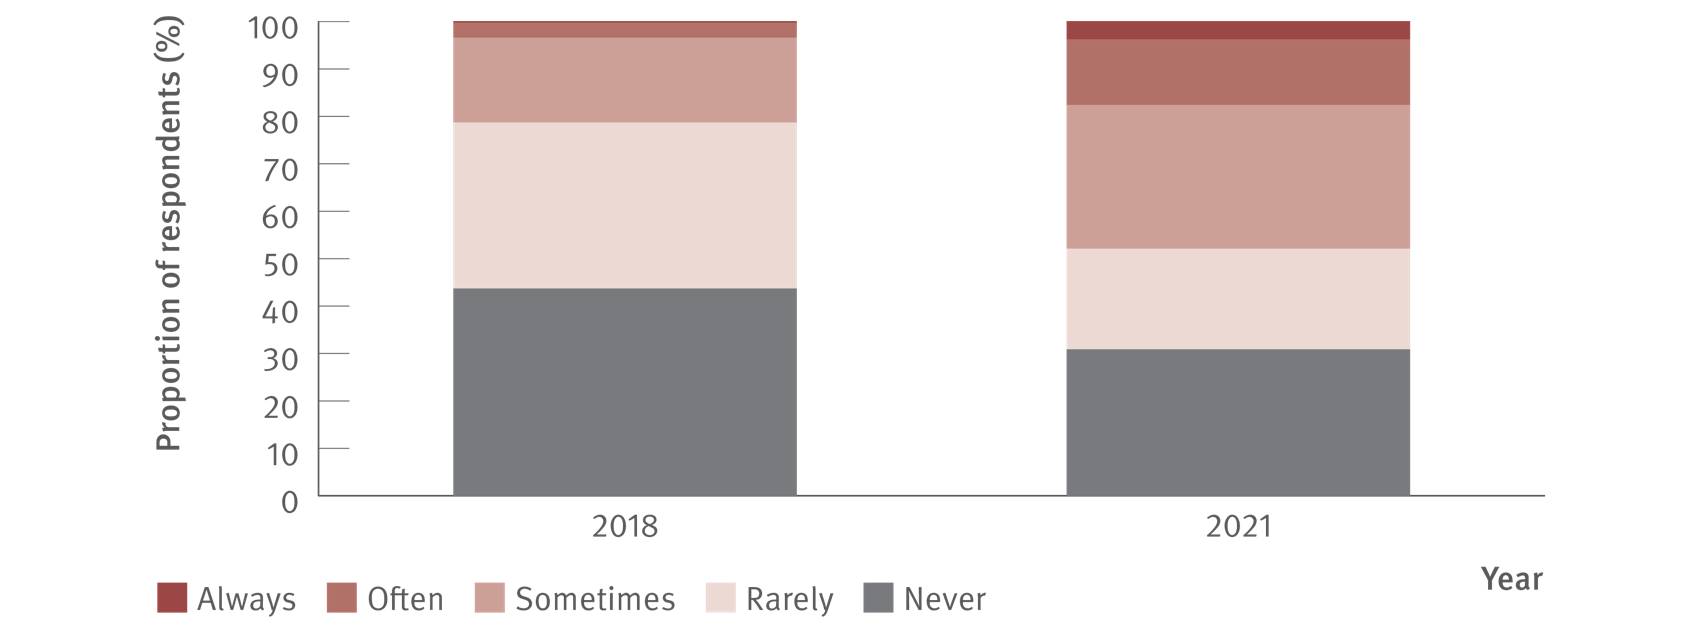 Proportion of respondents (%)
100
90
80
70
60
50
40
30
20
10
0
2018
2021
Year
Always
Often
Sometimes
Rarely
Never